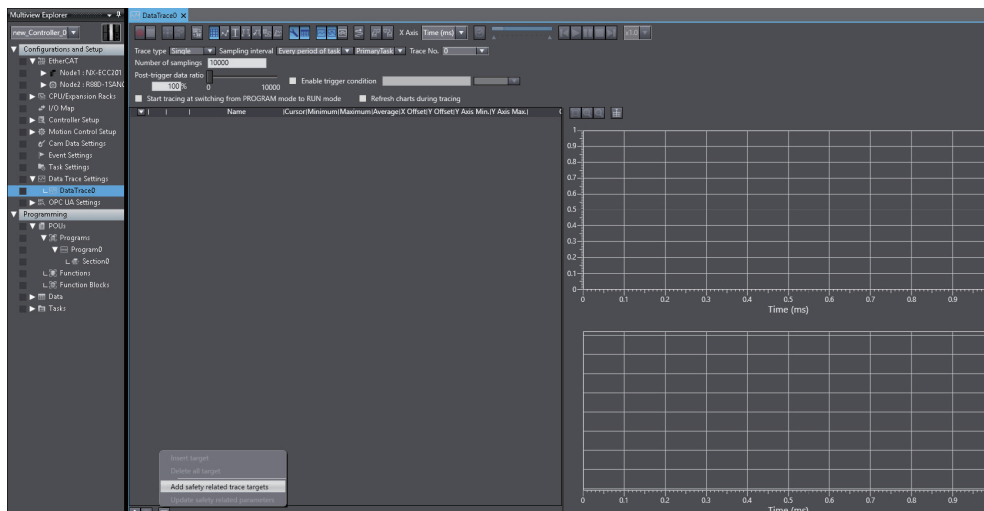 Multiview Explorer
DataTrace0
new_Controller_0
X Axis Time (ms)
x1.0
Configurations and Setup
EtherCAT
Node1 : NX-ECC201
Node2 : R88D-1SAN
CPU/Expansion Racks
I/O Map
Controller Setup
Motion Control Setup
Cam Data Settings
Event Settings
Task Settings
Data Trace Settings
DataTrace0
OPC UA Settings
Programming
POUs
Programs
Program0
Section0
Functions
Function Blocks
Data
Tasks
Trace type Single Sampling interval Every period of task PrimaryTask Trace No. 0
Number of samplings 10000
Post-trigger data ratio
100 % 0 10000
Enable trigger condition
Start tracing at switching from PROGRAM mode to RUN mode Refresh charts during tracing
| | | Name |Cursor|Minimum|Maximum|Average|X Offset|Y Offset|Y Axis Min.|Y Axis Max.|
Insert target
Delete all target
Add safety related trace targets
Update safety related parameters
1
0.9
0.8
0.7
0.6
0.5
0.4
0.3
0.2
0.1
0
0 0.1 0.2 0.3 0.4 0.5 0.6 0.7 0.8 0.9
Time (ms)
0 0.1 0.2 0.3 0.4 0.5 0.6 0.7 0.8 0.9
Time (ms)